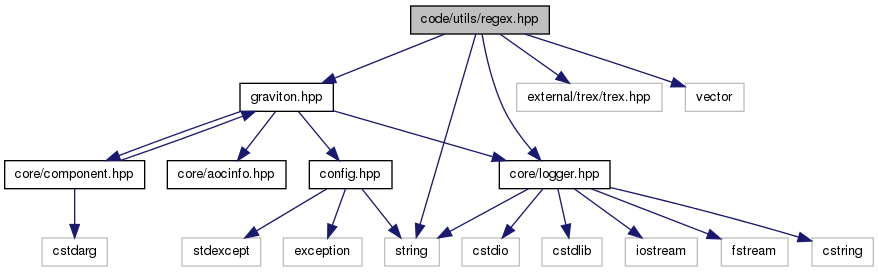 code/utils/regex.hpp
graviton.hpp
external/trex/trex.hpp
vector
core/component.hpp
core/aocinfo.hpp
config.hpp
core/logger.hpp
cstdarg
stdexcept
exception
string
cstdio
cstdlib
iostream
fstream
cstring